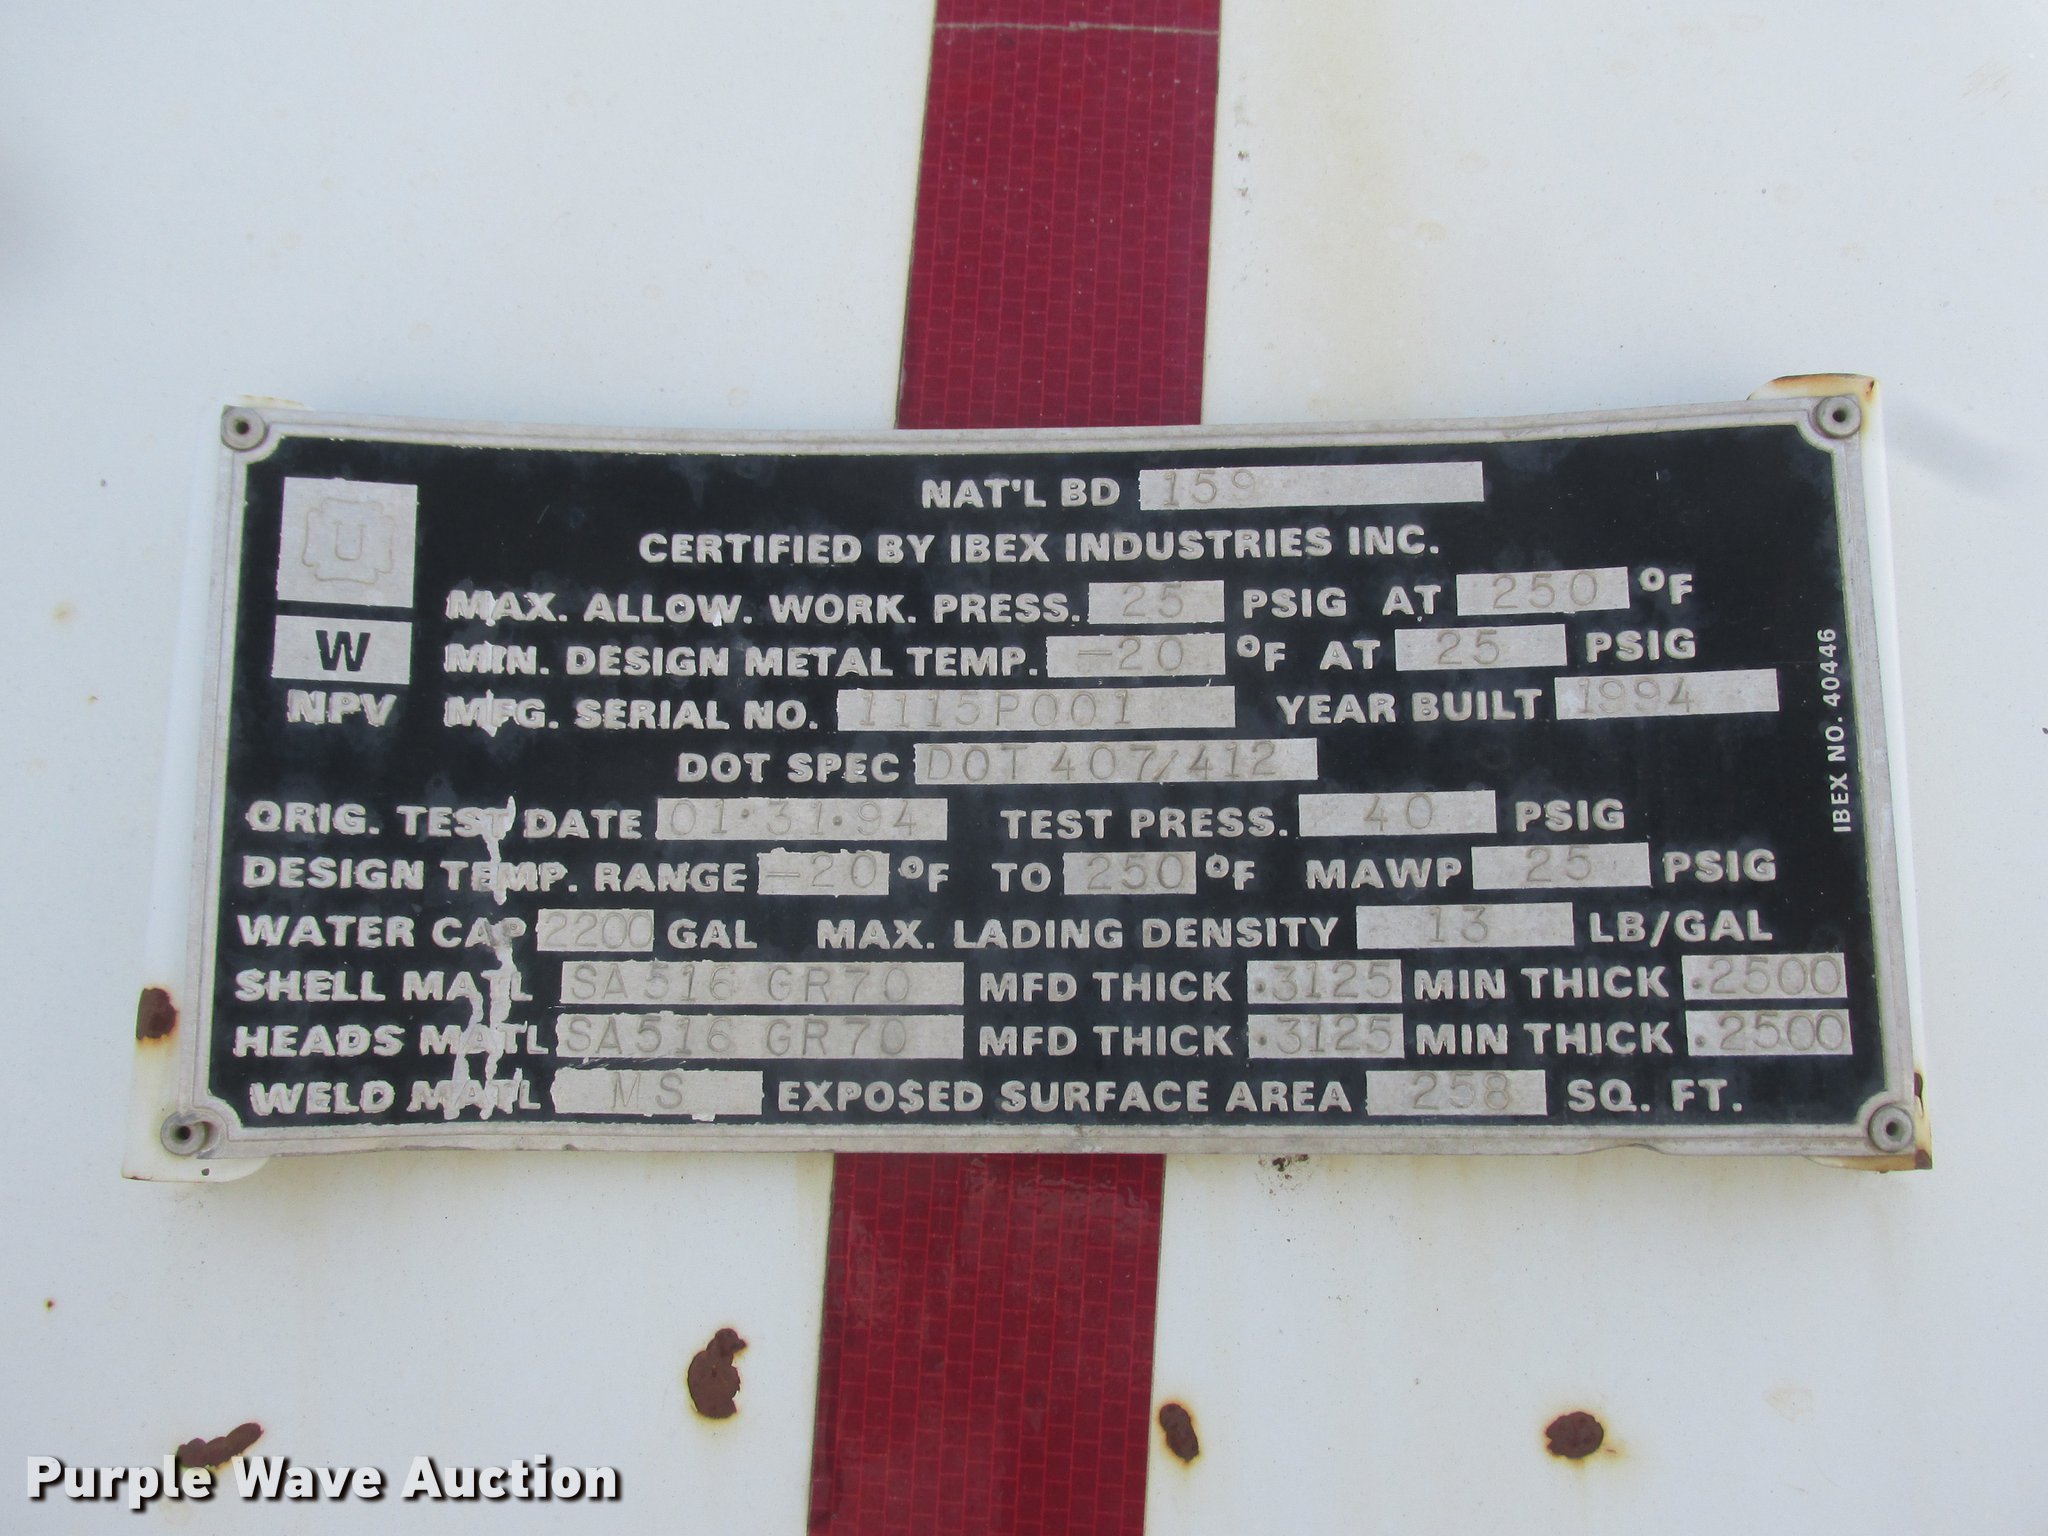 NAT'L BD 159
U
CERTIFIED BY IBEX INDUSTRIES INC.
MAX. ALLOW. WORK. PRESS. 25 PSIG AT 250 °F
W
MIN. DESIGN METAL TEMP. -20 °F AT 25 PSIG
NPV
MFG. SERIAL NO. 1115P001 YEAR BUILT 1994
DOT SPEC DOT 407/412
IBEX NO. 40446
ORIG. TEST DATE 01·31·94 TEST PRESS. 40 PSIG
DESIGN TEMP. RANGE -20 °F TO 250 °F MAWP 25 PSIG
WATER CAP 2200 GAL MAX. LADING DENSITY 13 LB/GAL
SHELL MATL SA516 GR70 MFD THICK .3125 MIN THICK .2500
HEADS MATL SA516 GR70 MFD THICK .3125 MIN THICK .2500
WELD MATL MS EXPOSED SURFACE AREA 258 SQ. FT.
Purple Wave Auction